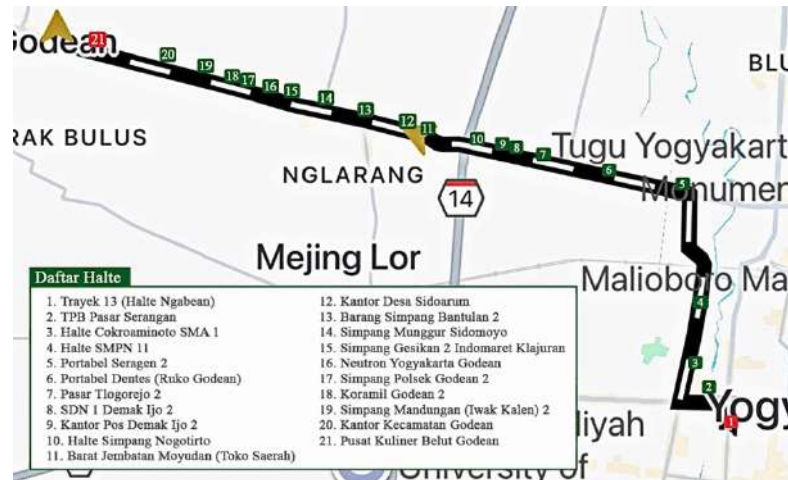 Godean
21
20
19
18
17
16
15
14
13
12
11
10
9
8
7
6
5
4
3
2
1
BLU
RAK BULUS
Tugu Yogyakart
Monumen
NGLARANG
14
Mejing Lor
Malioboro Ma
Yogy
liyah
University of
Daftar Halte
1. Trayek 13 (Halte Ngabean)
2. TPB Pasar Serangan
3. Halte Cokroaminoto SMA 1
4. Halte SMPN 11
5. Portabel Seragen 2
6. Portabel Dentes (Ruko Godean)
7. Pasar Tlogorejo 2
8. SDN 1 Demak Ijo 2
9. Kantor Pos Demak Ijo 2
10. Halte Simpang Nogotirto
11. Barat Jembatan Moyudan (Toko Saerah)
12. Kantor Desa Sidoarum
13. Barang Simpang Bantulan 2
14. Simpang Munggur Sidomoyo
15. Simpang Gesikan 2 Indomaret Klajuran
16. Neutron Yogyakarta Godean
17. Simpang Polsek Godean 2
18. Koramil Godean 2
19. Simpang Mandungan (Iwak Kalen) 2
20. Kantor Kecamatan Godean
21. Pusat Kuliner Belut Godean